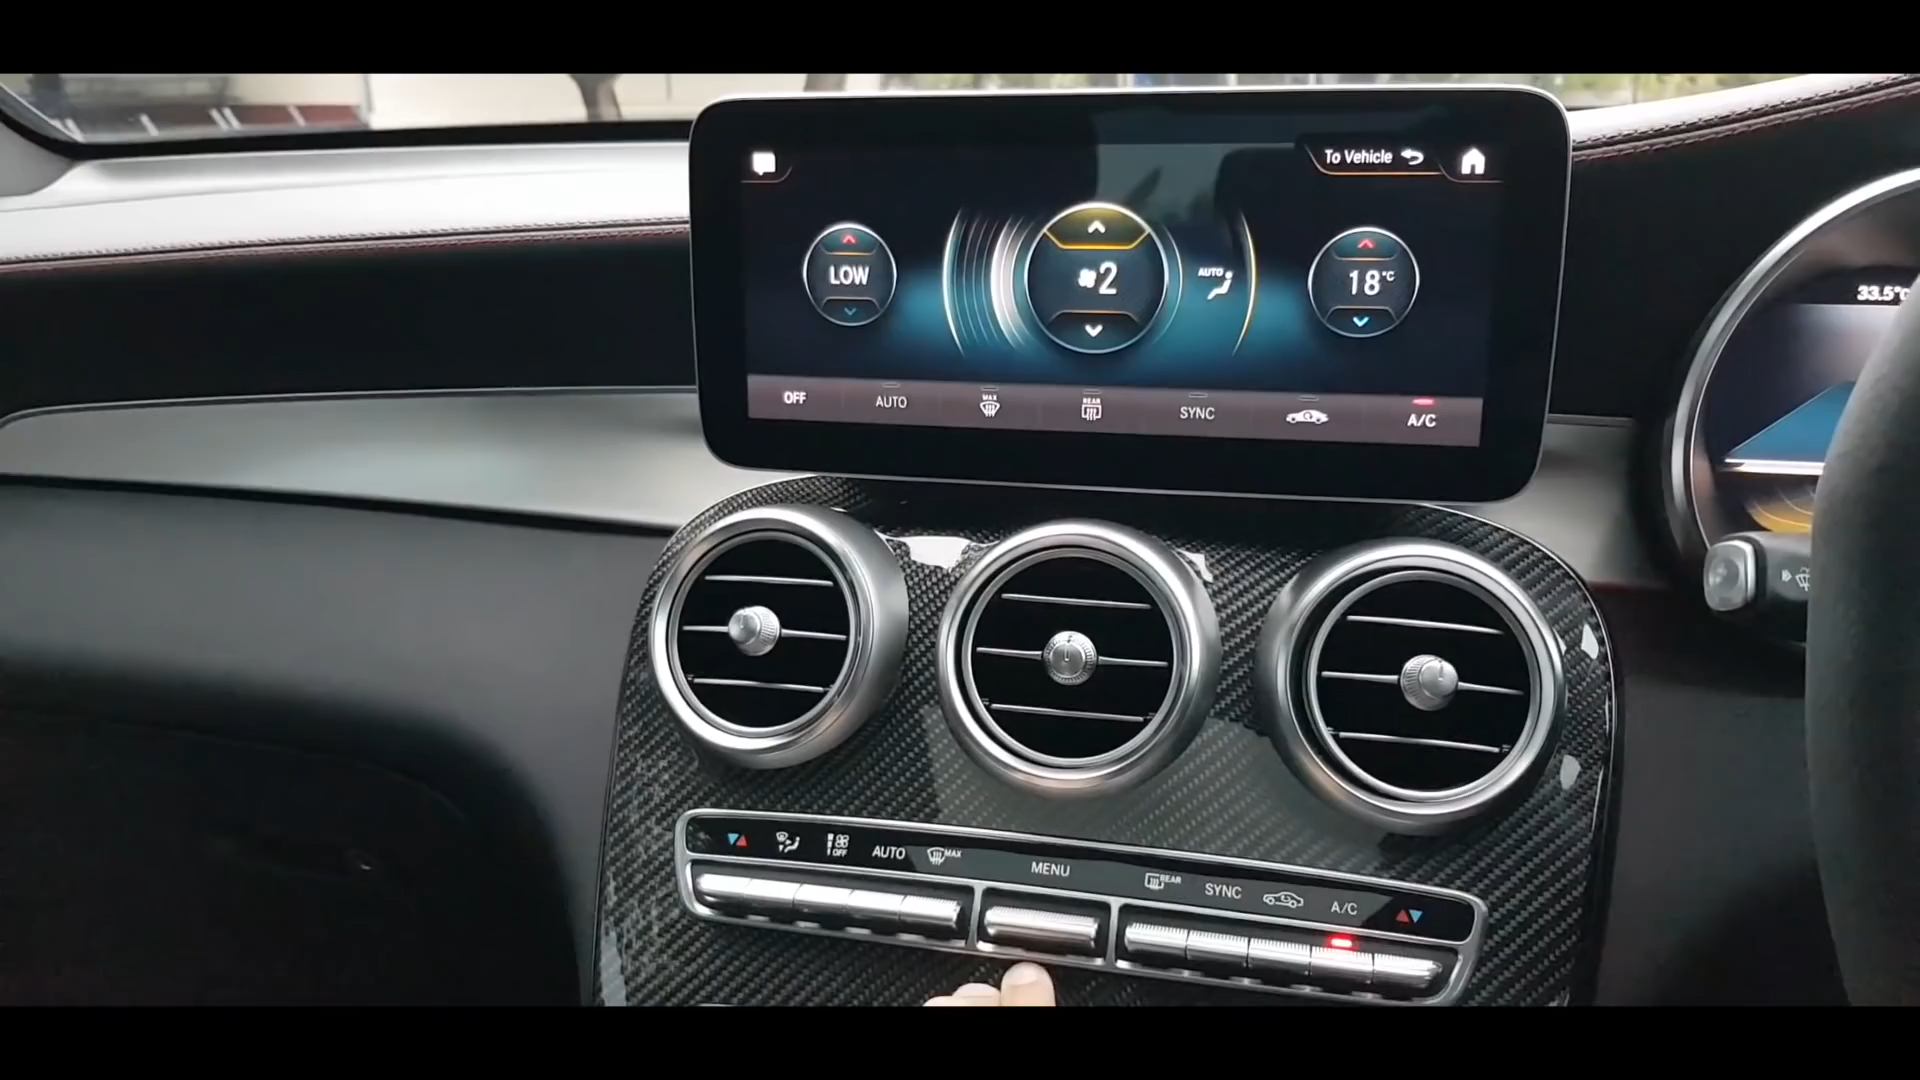 To Vehicle
LOW
2
AUTO
18°C
33.5°C
OFF
AUTO
MAX
REAR
SYNC
A/C
OFF
AUTO
MAX
MENU
REAR
SYNC
A/C